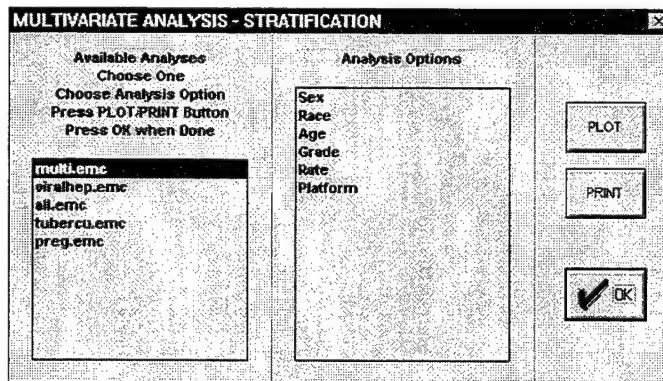 MULTIVARIATE ANALYSIS - STRATIFICATION
Available Analyses
Choose One
Choose Analysis Option
Press PLOT/PRINT Button
Press OK when Done
multi.emc
viralhep.emc
all.emc
tubercu.emc
preg.emc
Analysis Options
Sex
Race
Age
Grade
Rate
Platform
PLOT
PRINT
OK